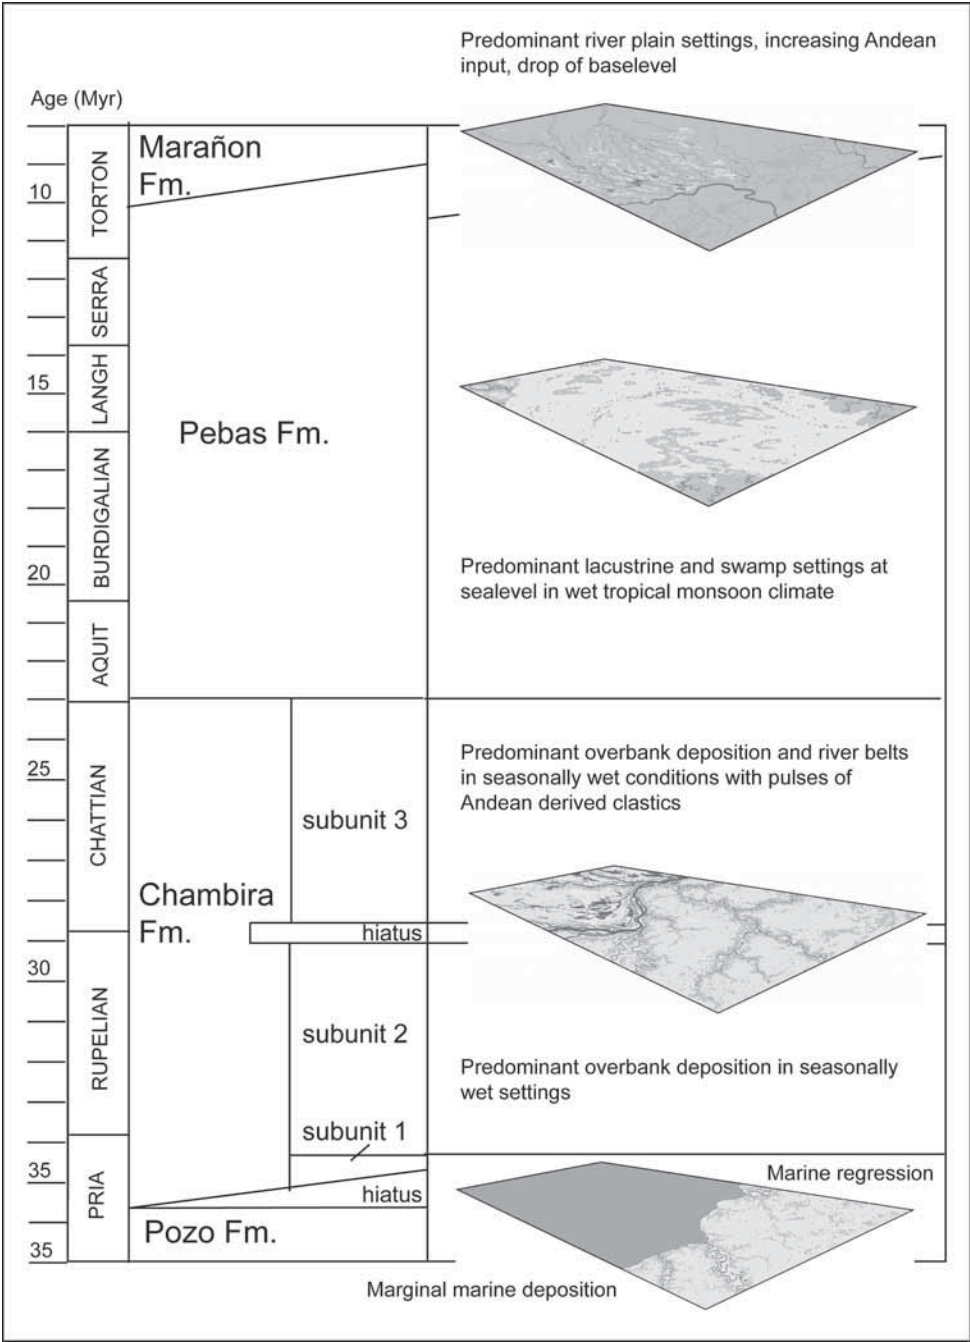 Predominant river plain settings, increasing Andean
input, drop of baselevel
Age (Myr)
Marañon
Fm.
10
TORTON
SERRA
15
LANGH
Pebas Fm.
BURDIGALIAN
20
Predominant lacustrine and swamp settings at
sealevel in wet tropical monsoon climate
AQUIT
Predominant overbank deposition and river belts
in seasonally wet conditions with pulses of
Andean derived clastics
25
CHATTIAN
subunit 3
Chambira
Fm.
hiatus
30
RUPELIAN
subunit 2
Predominant overbank deposition in seasonally
wet settings
subunit 1
35
PRIA
Marine regression
hiatus
Pozo Fm.
35
Marginal marine deposition